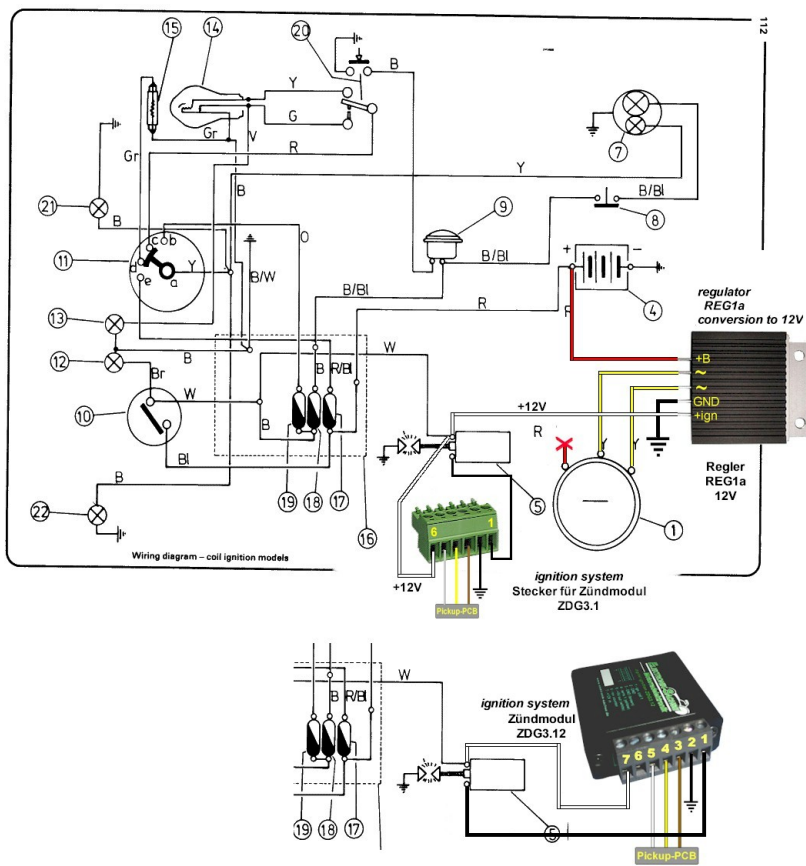 112
15
14
20
B
Y
G
Gr
V
R
Gr
7
B
Y
B/Bl
21
9
8
B
c b
O
B/Bl
+ −
11
d
a
Y
e
B/W
B/Bl
R
4
regulator
REG1a
conversion to 12V
R
13
W
+B
12
B
B R/Bl
~
Br
~
W
GND
10
+12V
+ign
B
R
Y
Y
Regler
REG1a
12V
Bl
19 18 17
5
1
B
22
16
6 1
Wiring diagram – coil ignition models
ignition system
Stecker für Zündmodul
ZDG3.1
+12V
Pickup-PCB
W
B R/Bl
ignition system
Zündmodul
ZDG3.12
7 6 5 4 3 2 1
19 18 17
5
Pickup-PCB